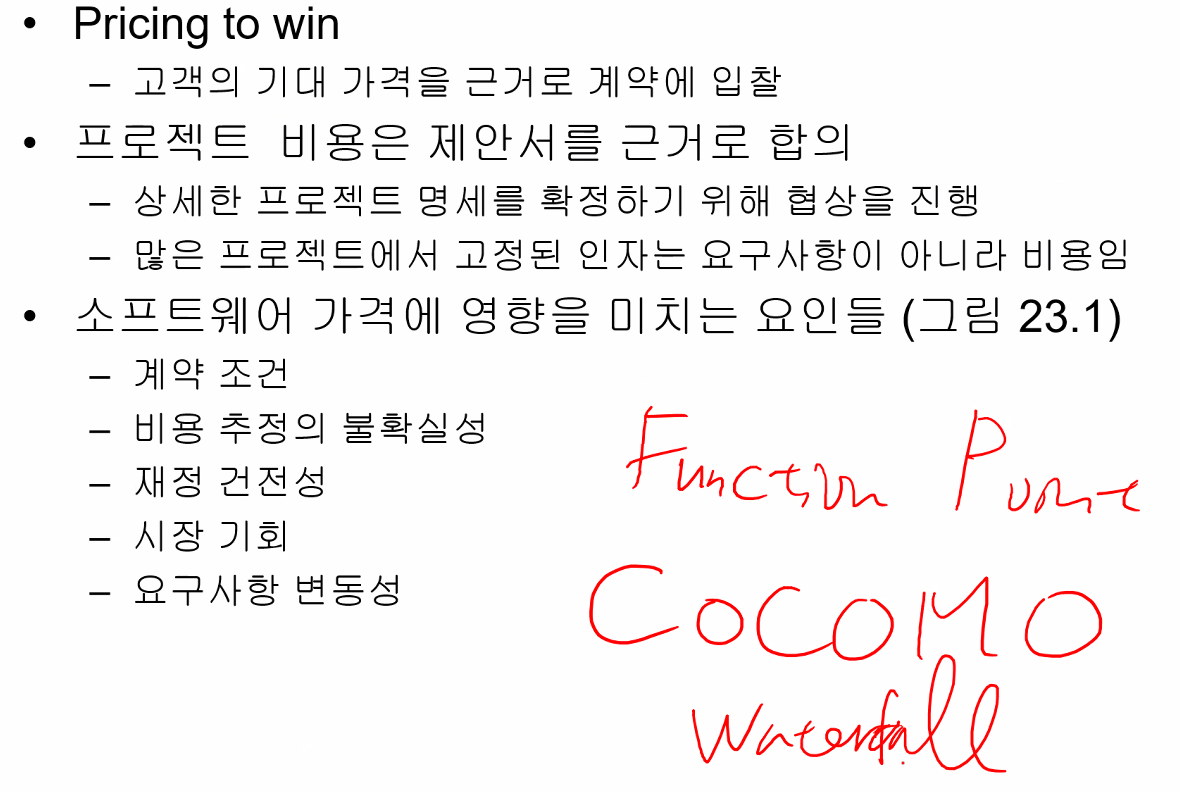 • Pricing to win
– 고객의 기대 가격을 근거로 계약에 입찰
• 프로젝트 비용은 제안서를 근거로 합의
– 상세한 프로젝트 명세를 확정하기 위해 협상을 진행
– 많은 프로젝트에서 고정된 인자는 요구사항이 아니라 비용임
• 소프트웨어 가격에 영향을 미치는 요인들 (그림 23.1)
– 계약 조건
– 비용 추정의 불확실성
– 재정 건전성
– 시장 기회
– 요구사항 변동성
Function Point
COCOMO
Waterfall